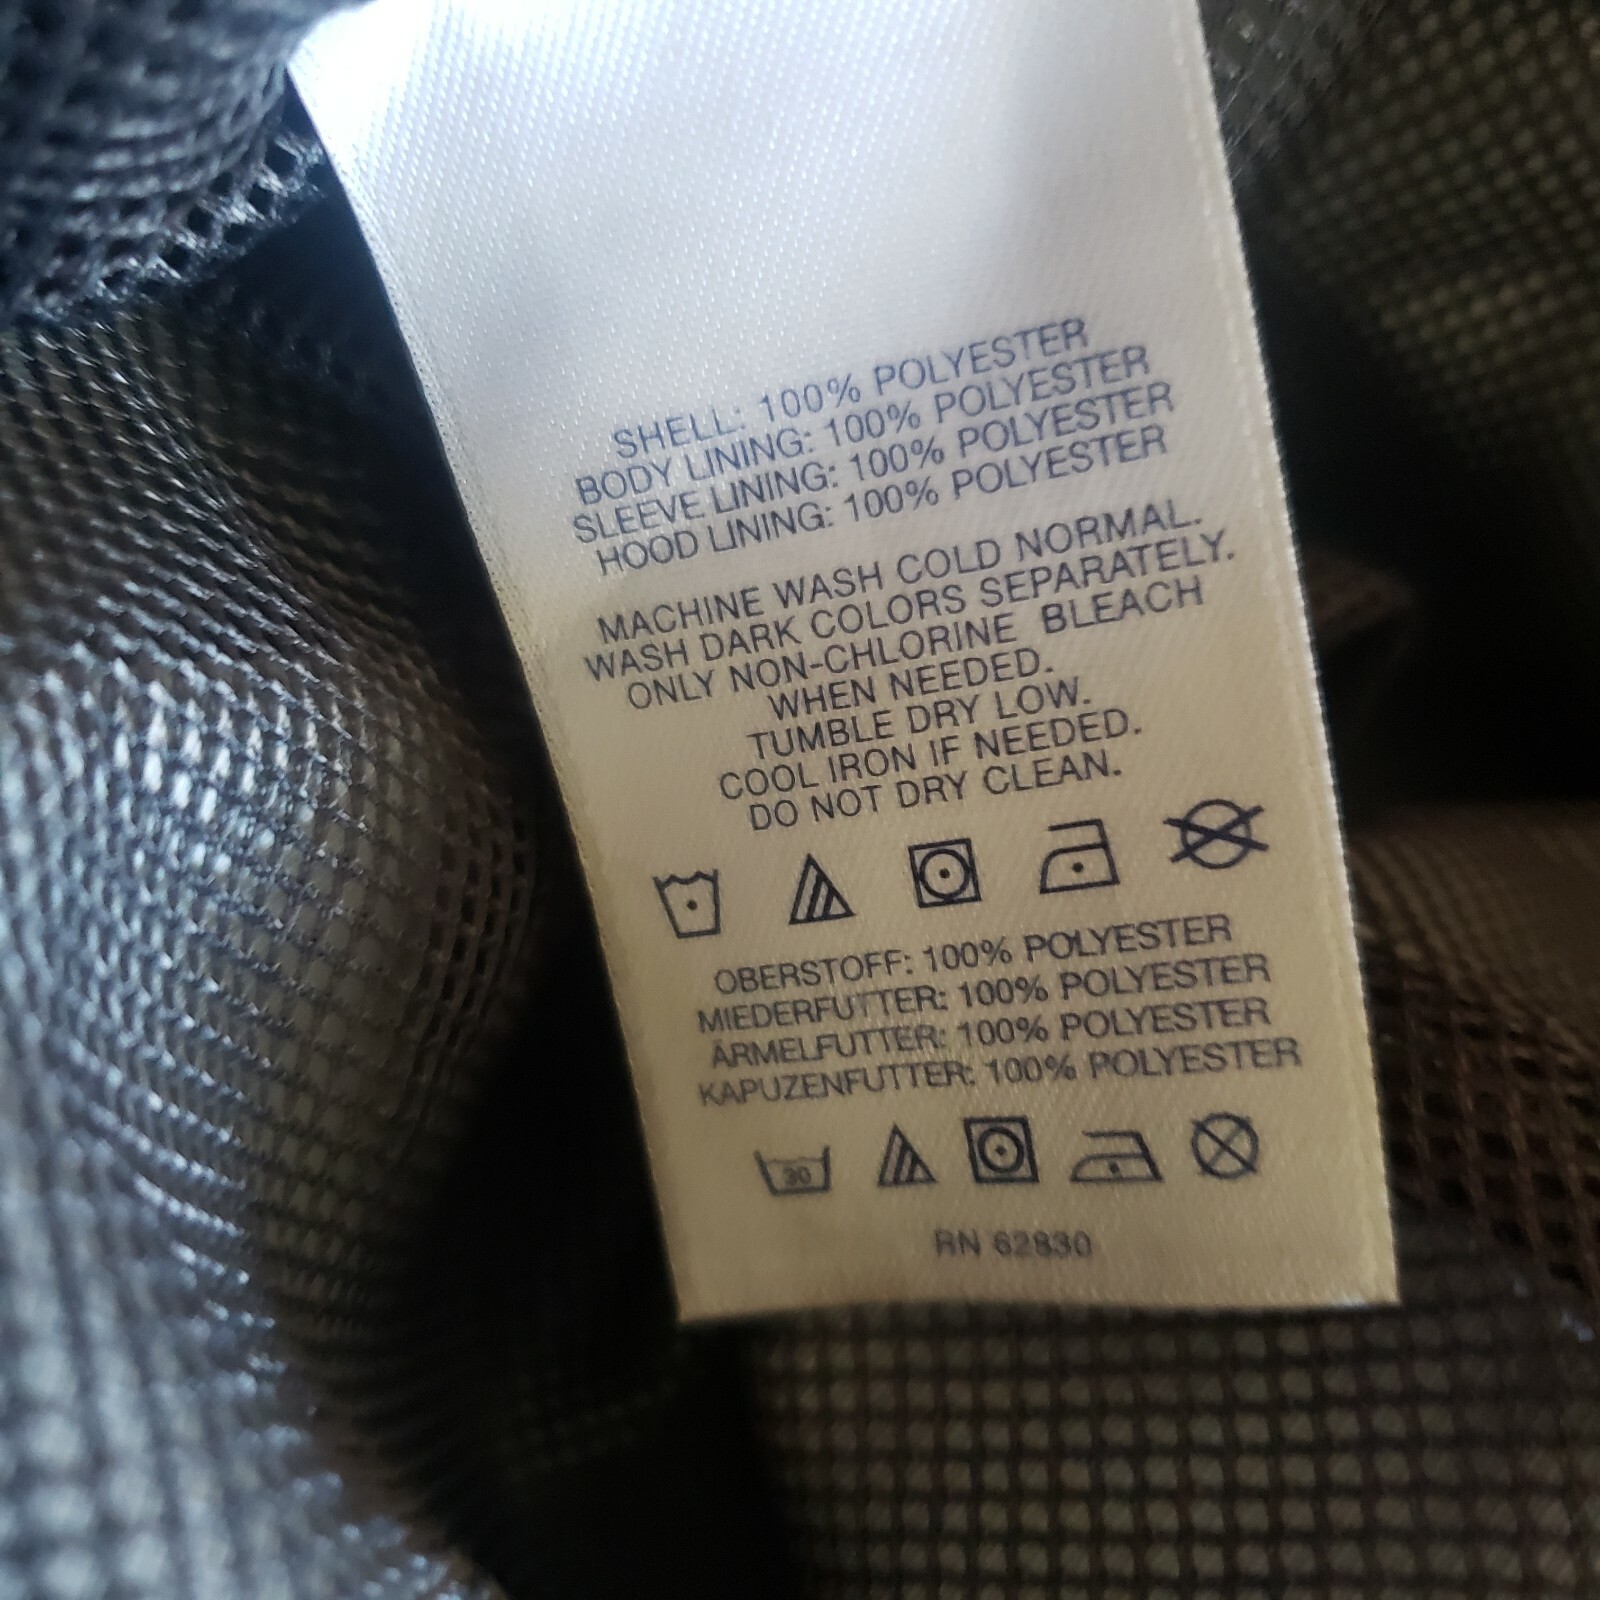 SHELL: 100% POLYESTER
BODY LINING: 100% POLYESTER
SLEEVE LINING: 100% POLYESTER
HOOD LINING: 100% POLYESTER
MACHINE WASH COLD NORMAL.
WASH DARK COLORS SEPARATELY.
ONLY NON-CHLORINE BLEACH
WHEN NEEDED.
TUMBLE DRY LOW.
COOL IRON IF NEEDED.
DO NOT DRY CLEAN.
OBERSTOFF: 100% POLYESTER
MIEDERFUTTER: 100% POLYESTER
ÄRMELFUTTER: 100% POLYESTER
KAPUZENFUTTER: 100% POLYESTER
30
RN 62830